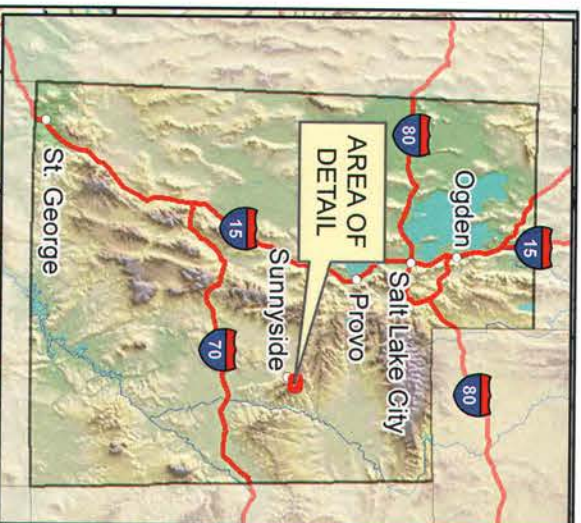 15
80
Ogden
80
Salt Lake City
AREA OF
DETAIL
Provo
15
Sunnyside
70
St. George